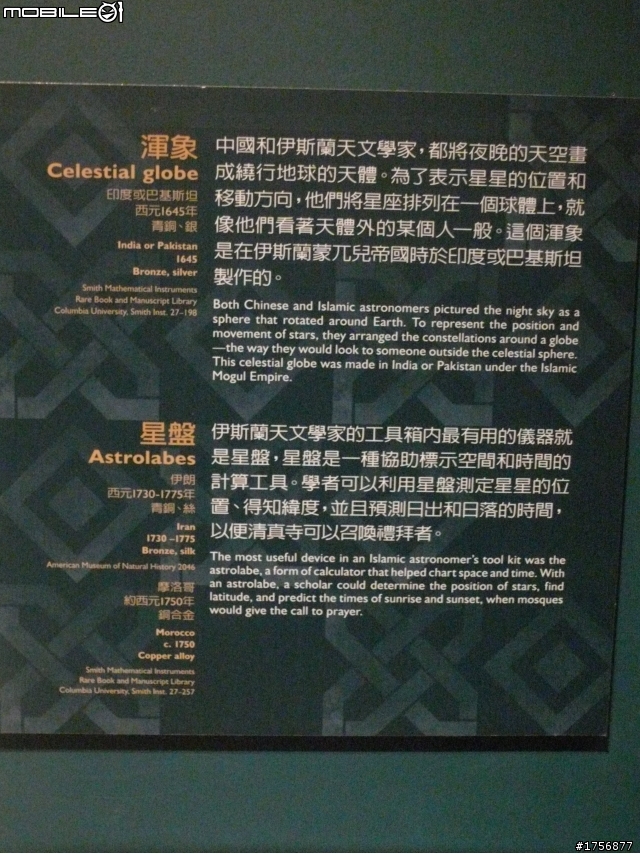 MOBILE01
渾象
Celestial globe
印度或巴基斯坦
西元1645年
青銅、銀
India or Pakistan
1645
Bronze, silver
Smith Mathematical Instruments
Rare Book and Manuscript Library
Columbia University, Smith Inst. 27-198
中國和伊斯蘭天文學家，都將夜晚的天空畫
成繞行地球的天體。為了表示星星的位置和
移動方向，他們將星座排列在一個球體上，就
像他們看著天體外的某個人一般。這個渾象
是在伊斯蘭蒙兀兒帝國時於印度或巴基斯坦
製作的。
Both Chinese and Islamic astronomers pictured the night sky as a
sphere that rotated around Earth. To represent the position and
movement of stars, they arranged the constellations around a globe
—the way they would look to someone outside the celestial sphere.
This celestial globe was made in India or Pakistan under the Islamic
Mogul Empire.
星盤
Astrolabes
伊朗
西元1730-1775年
青銅、絲
Iran
1730 –1775
Bronze, silk
American Museum of Natural History 2046
摩洛哥
約西元1750年
銅合金
Morocco
c. 1750
Copper alloy
Smith Mathematical Instruments
Rare Book and Manuscript Library
Columbia University, Smith Inst. 27-257
伊斯蘭天文學家的工具箱內最有用的儀器就
是星盤，星盤是一種協助標示空間和時間的
計算工具。學者可以利用星盤測定星星的位
置、得知緯度，並且預測日出和日落的時間，
以便清真寺可以召喚禮拜者。
The most useful device in an Islamic astronomer's tool kit was the
astrolabe, a form of calculator that helped chart space and time. With
an astrolabe, a scholar could determine the position of stars, find
latitude, and predict the times of sunrise and sunset, when mosques
would give the call to prayer.
#1756877